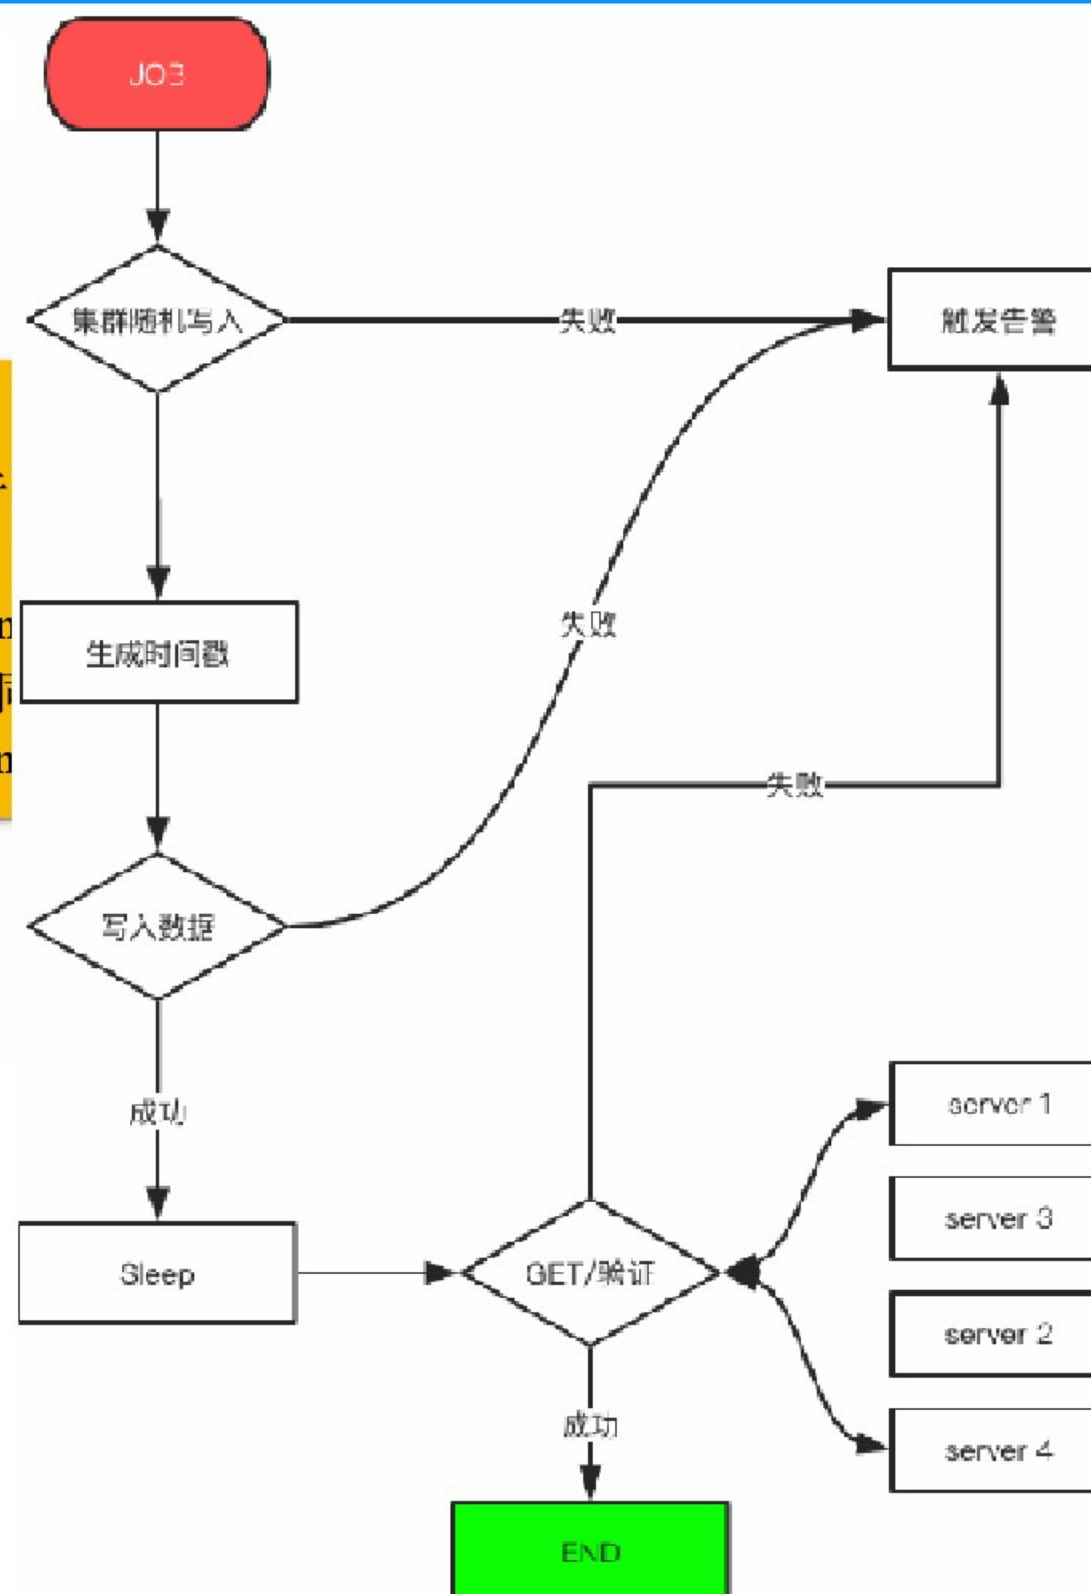 JOB
集群随机写入
失败
触发告警
生成时间戳
失败
失败
写入数据
成功
server 1
server 3
Sleep
GET/验证
server 2
成功
server 4
END